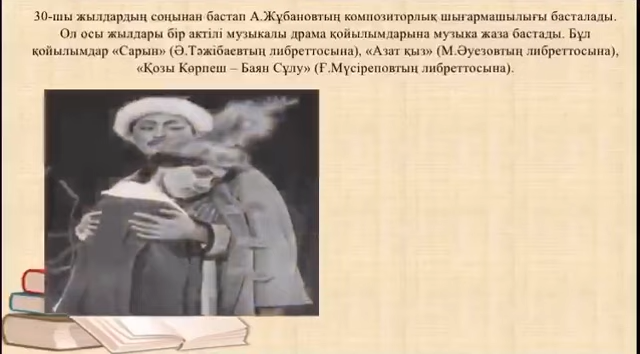 30-шы жылдардың соңынан бастап А.Жұбановтың композиторлық шығармашылығы басталады.
Ол осы жылдары бір актілі музыкалы драма қойылымдарына музыка жаза бастады. Бұл
қойылымдар «Сарын» (Ә.Тәжібаевтың либреттосына), «Азат қыз» (М.Әуезовтың либреттосына),
«Қозы Көрпеш – Баян Сұлу» (Ғ.Мүсіреповтың либреттосына).